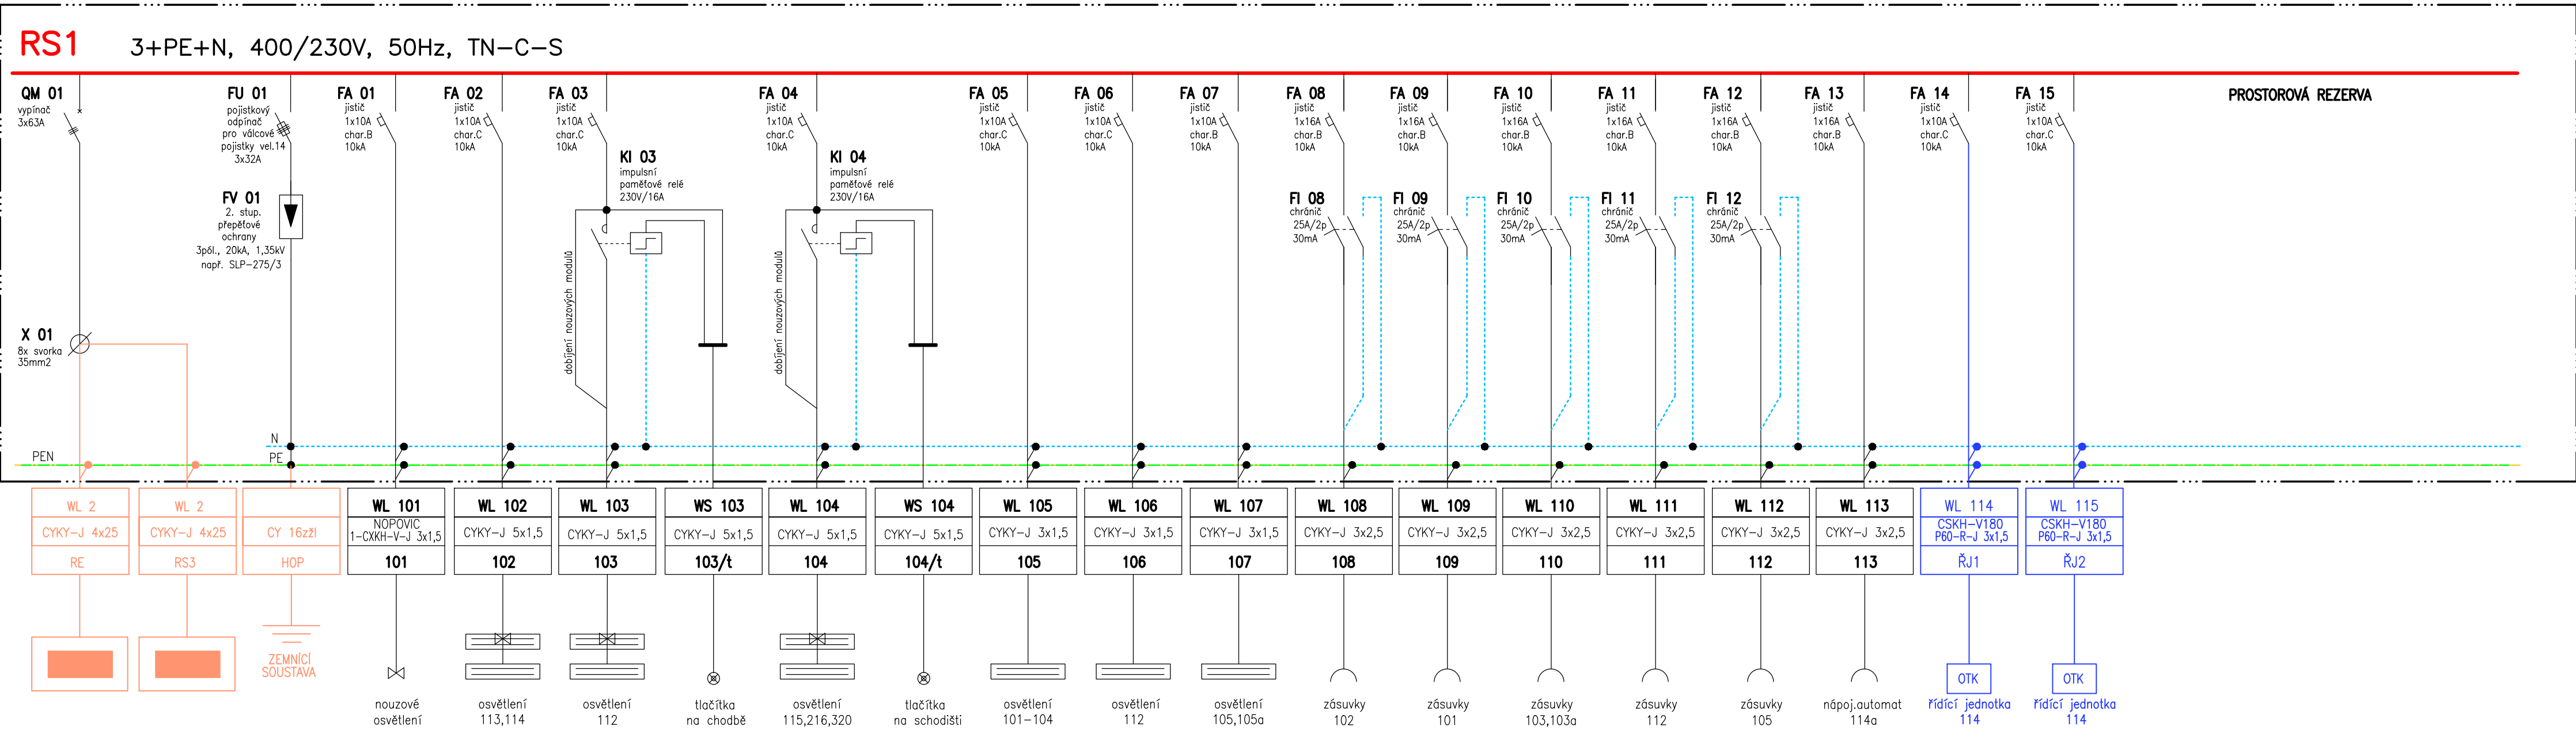 RS1
3+PE+N, 400/230V, 50Hz, TN-C-S
QM 01
vypínač
3x63A
X 01
8x svorka
35mm2
FU 01
pojistkový
odpínač
pro válcové
pojistky vel.14
3x32A
FV 01
2. stup.
přepěťové
ochrany
3pól., 20kA, 1,35kV
např. SLP-275/3
FA 01
jistič
1x10A
char.B
10kA
FA 02
jistič
1x10A
char.C
10kA
FA 03
jistič
1x10A
char.C
10kA
KI 03
impulsní
paměťové relé
230V/16A
dobíjení nouzových modulů
FA 04
jistič
1x10A
char.C
10kA
KI 04
impulsní
paměťové relé
230V/16A
dobíjení nouzových modulů
FA 05
jistič
1x10A
char.C
10kA
FA 06
jistič
1x10A
char.C
10kA
FA 07
jistič
1x10A
char.B
10kA
FA 08
jistič
1x16A
char.B
10kA
FI 08
chránič
25A/2p
30mA
FA 09
jistič
1x16A
char.B
10kA
FI 09
chránič
25A/2p
30mA
FA 10
jistič
1x16A
char.B
10kA
FI 10
chránič
25A/2p
30mA
FA 11
jistič
1x16A
char.B
10kA
FI 11
chránič
25A/2p
30mA
FA 12
jistič
1x16A
char.B
10kA
FI 12
chránič
25A/2p
30mA
FA 13
jistič
1x16A
char.B
10kA
FA 14
jistič
1x10A
char.C
10kA
FA 15
jistič
1x10A
char.C
10kA
PROSTOROVÁ REZERVA
N
PEN
PE
WL 2
CYKY-J 4x25
RE
WL 2
CYKY-J 4x25
RS3
CY 16zžl
HOP
ZEMNÍCÍ
SOUSTAVA
WL 101
NOPOVIC
1-CXKH-V-J 3x1,5
101
nouzové
osvětlení
WL 102
CYKY-J 5x1,5
102
osvětlení
113,114
WL 103
CYKY-J 5x1,5
103
osvětlení
112
WS 103
CYKY-J 5x1,5
103/t
tlačítka
na chodbě
WL 104
CYKY-J 5x1,5
104
osvětlení
115,216,320
WS 104
CYKY-J 5x1,5
104/t
tlačítka
na schodišti
WL 105
CYKY-J 3x1,5
105
osvětlení
101-104
WL 106
CYKY-J 3x1,5
106
osvětlení
112
WL 107
CYKY-J 3x1,5
107
osvětlení
105,105a
WL 108
CYKY-J 3x2,5
108
zásuvky
102
WL 109
CYKY-J 3x2,5
109
zásuvky
101
WL 110
CYKY-J 3x2,5
110
zásuvky
103,103a
WL 111
CYKY-J 3x2,5
111
zásuvky
112
WL 112
CYKY-J 3x2,5
112
zásuvky
105
WL 113
CYKY-J 3x2,5
113
nápoj.automat
114a
WL 114
CSKH-V180
P60-R-J 3x1,5
ŘJ1
OTK
řídící jednotka
114
WL 115
CSKH-V180
P60-R-J 3x1,5
ŘJ2
OTK
řídící jednotka
114